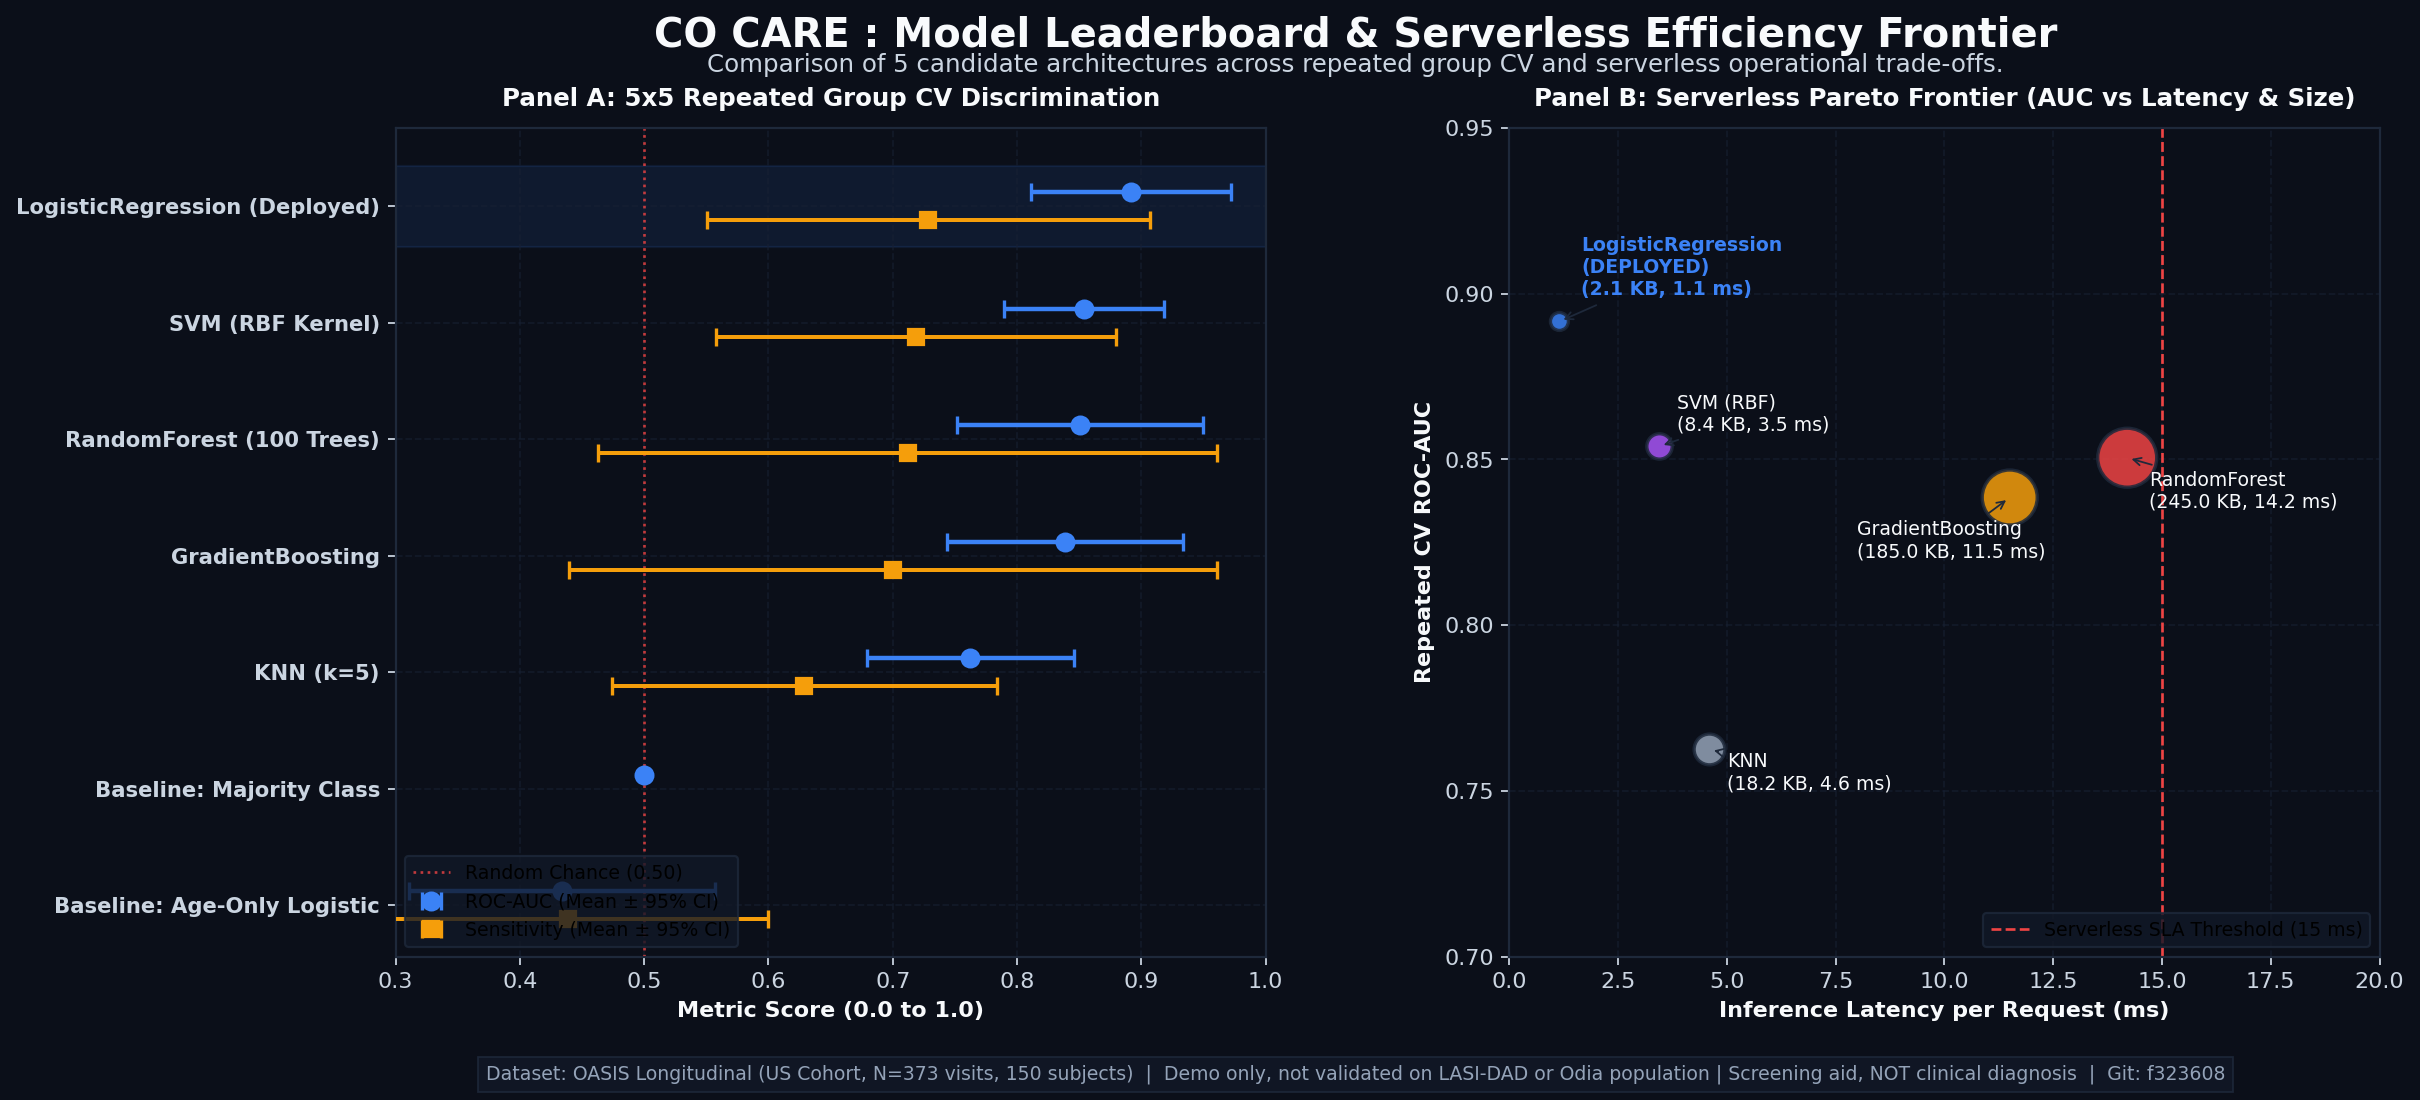 CO CARE : Model Leaderboard & Serverless Efficiency Frontier
Comparison of 5 candidate architectures across repeated group CV and serverless operational trade-offs.
Panel A: 5x5 Repeated Group CV Discrimination
LogisticRegression (Deployed)
SVM (RBF Kernel)
RandomForest (100 Trees)
GradientBoosting
KNN (k=5)
Baseline: Majority Class
Baseline: Age-Only Logistic
Random Chance (0.50)
ROC-AUC (Mean ± 95% CI)
Sensitivity (Mean ± 95% CI)
0.3 0.4 0.5 0.6 0.7 0.8 0.9 1.0
Metric Score (0.0 to 1.0)
Panel B: Serverless Pareto Frontier (AUC vs Latency & Size)
Repeated CV ROC-AUC
0.95
0.90
0.85
0.80
0.75
0.70
LogisticRegression
(DEPLOYED)
(2.1 KB, 1.1 ms)
SVM (RBF)
(8.4 KB, 3.5 ms)
RandomForest
(245.0 KB, 14.2 ms)
GradientBoosting
(185.0 KB, 11.5 ms)
KNN
(18.2 KB, 4.6 ms)
Serverless SLA Threshold (15 ms)
0.0 2.5 5.0 7.5 10.0 12.5 15.0 17.5 20.0
Inference Latency per Request (ms)
Dataset: OASIS Longitudinal (US Cohort, N=373 visits, 150 subjects) | Demo only, not validated on LASI-DAD or Odia population | Screening aid, NOT clinical diagnosis | Git: f323608